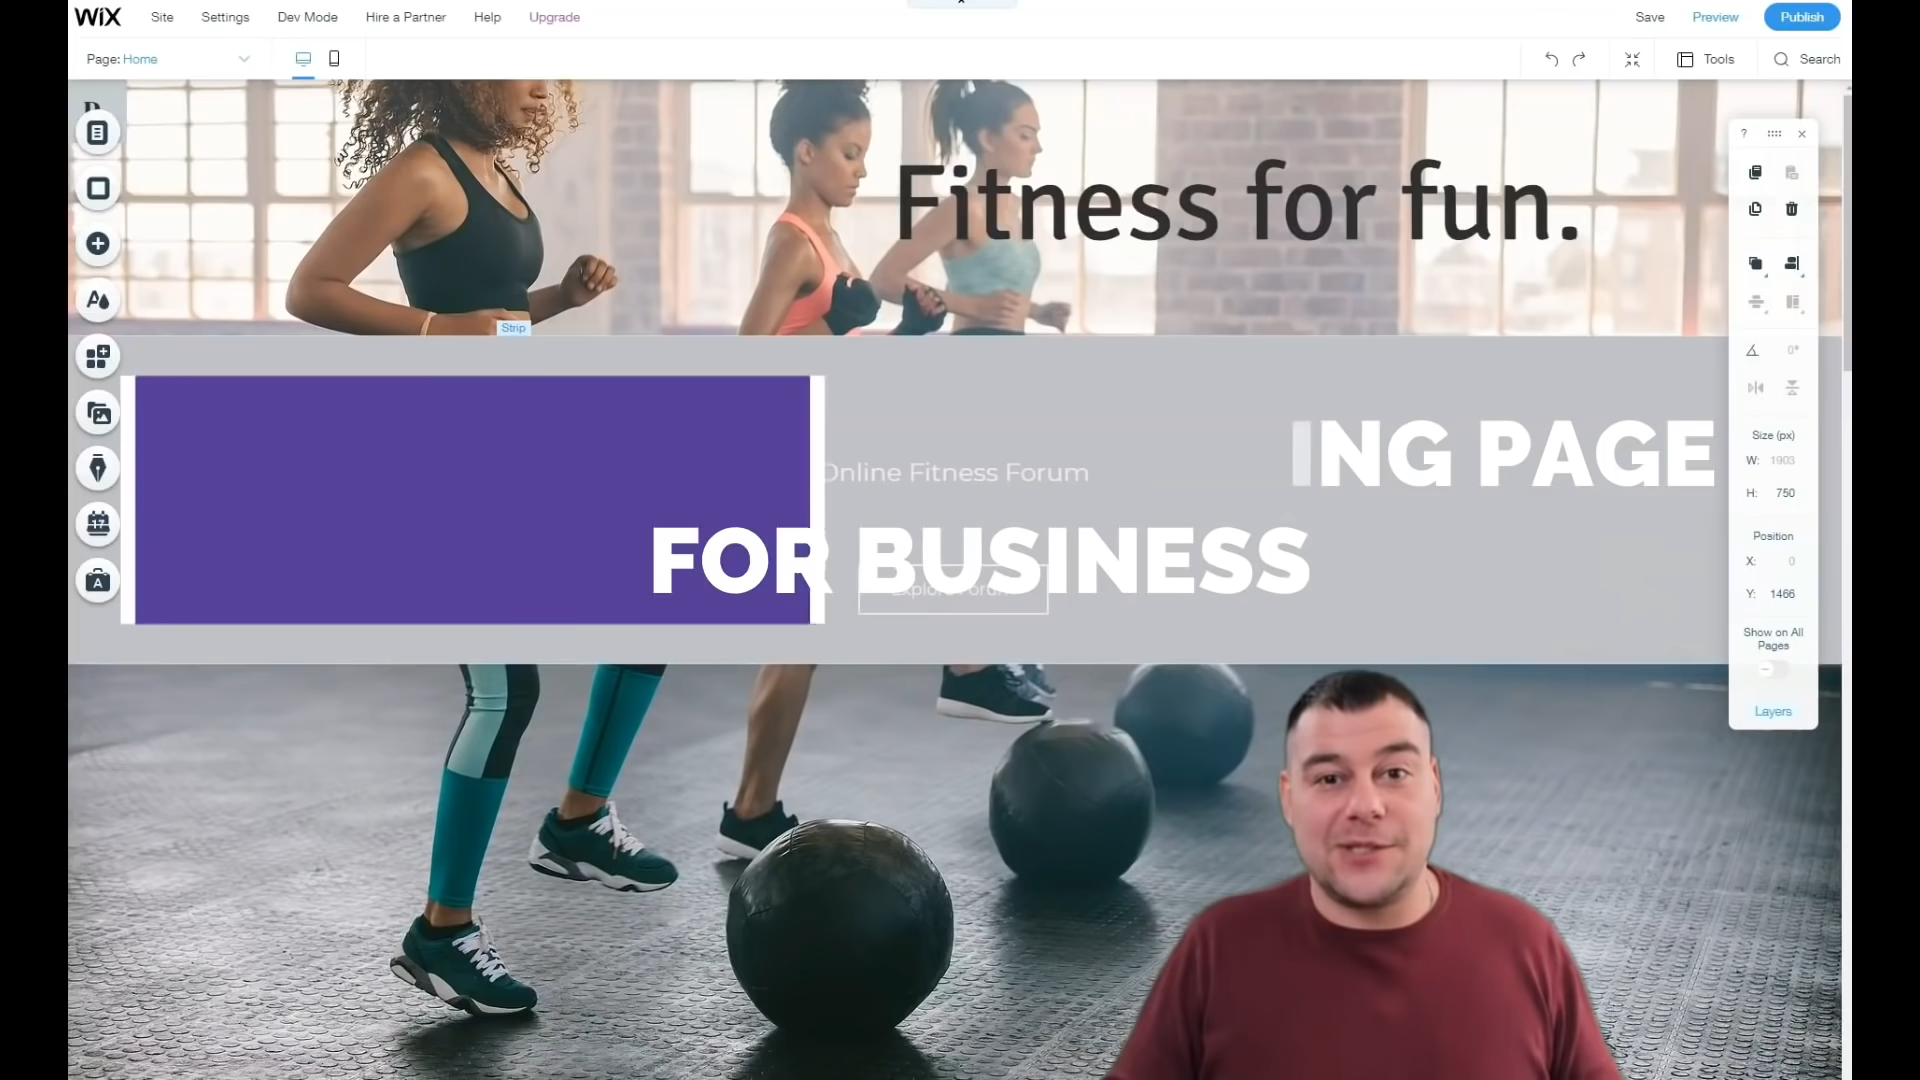 WiX Site Settings Dev Mode Hire a Partner Help Upgrade Save Preview Publish
Page: Home Tools Search
Fitness for fun.
Strip
Size (px)
W: 1903
H: 750
Position
X: 0
Y: 1466
Show on All
Pages
Layers
Online Fitness Forum
ING PAGE
FOR BUSINESS
0°
17
A
?